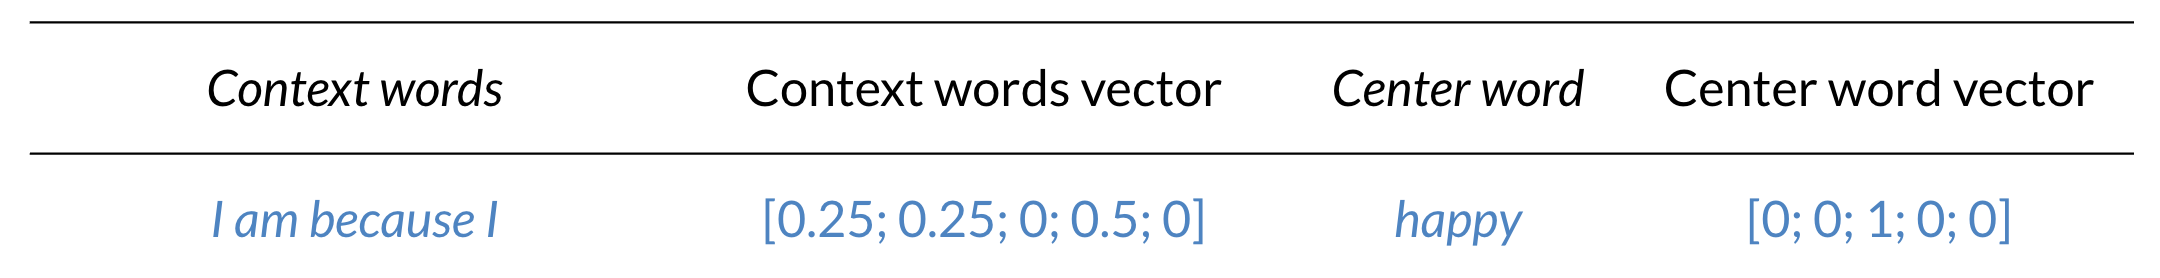 Context words Context words vector Center word Center word vector
I am because I [0.25; 0.25; 0; 0.5; 0] happy [0; 0; 1; 0; 0]